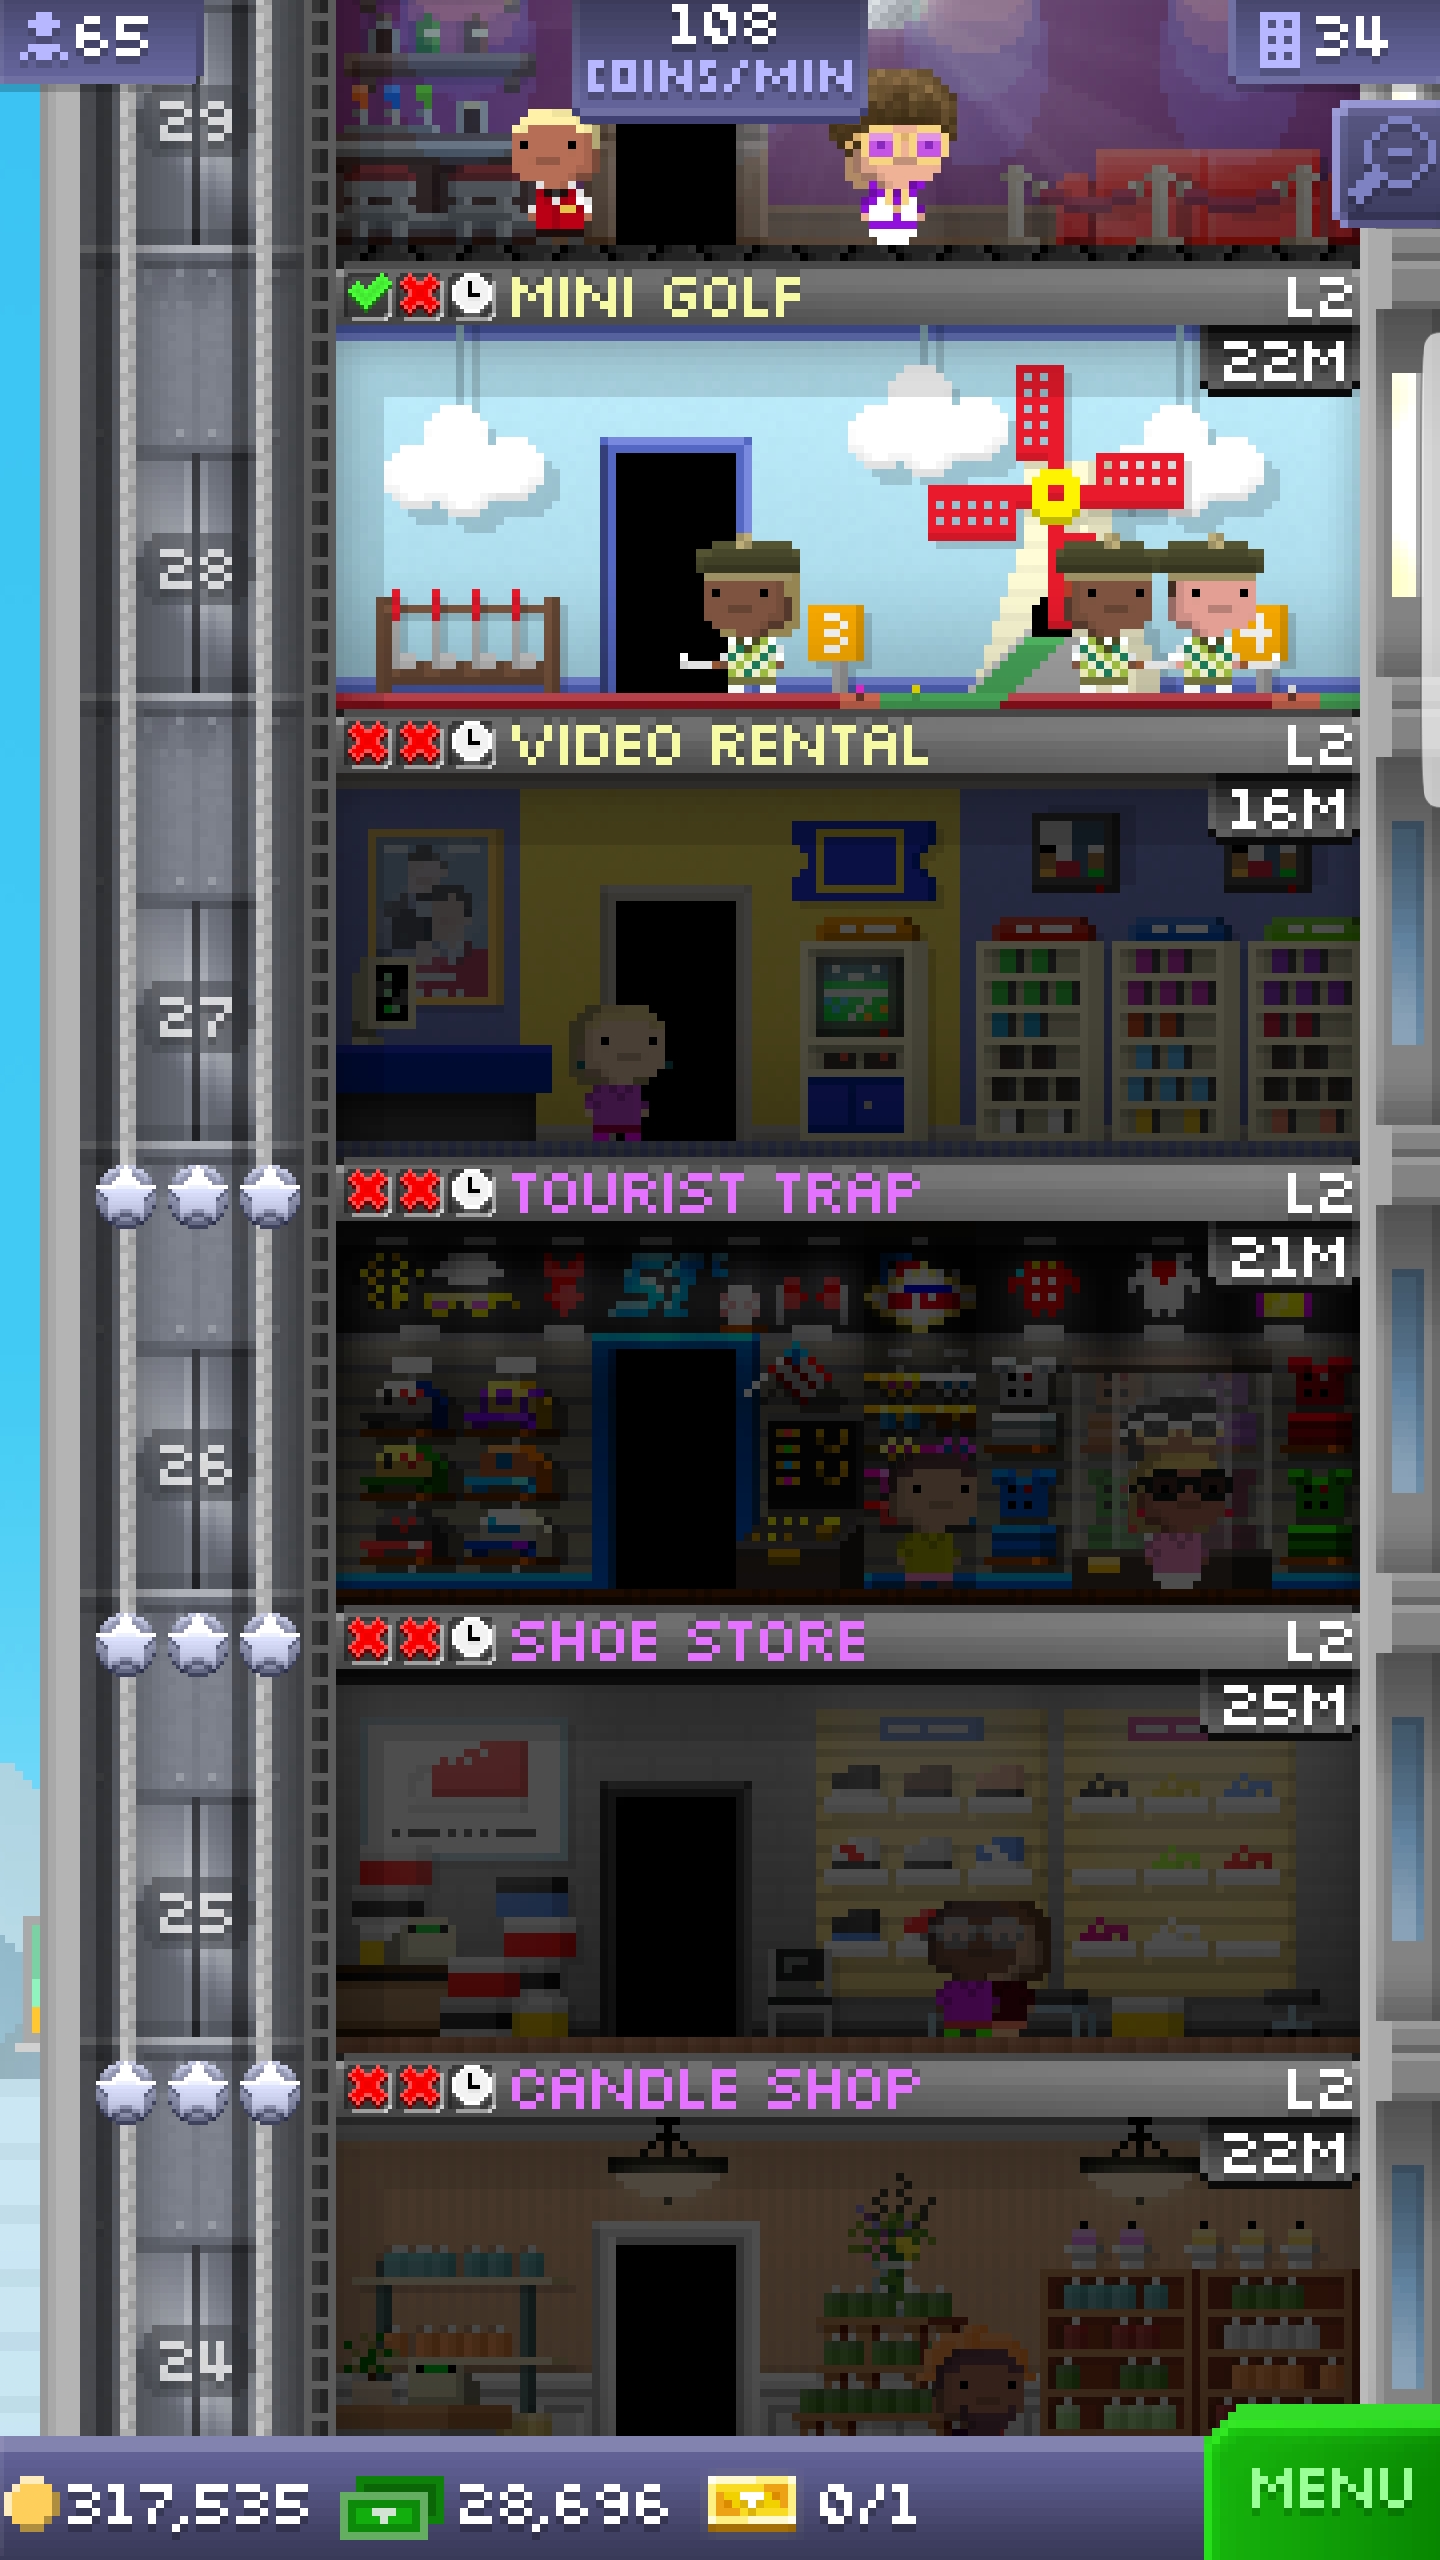 65
108
COINS/MIN
34
29
MINI GOLF L2
22M
28
3
4
VIDEO RENTAL L2
16M
27
TOURIST TRAP L2
21M
26
SHOE STORE L2
25M
25
CANDLE SHOP L2
22M
24
317,535 28,696 0/1 MENU